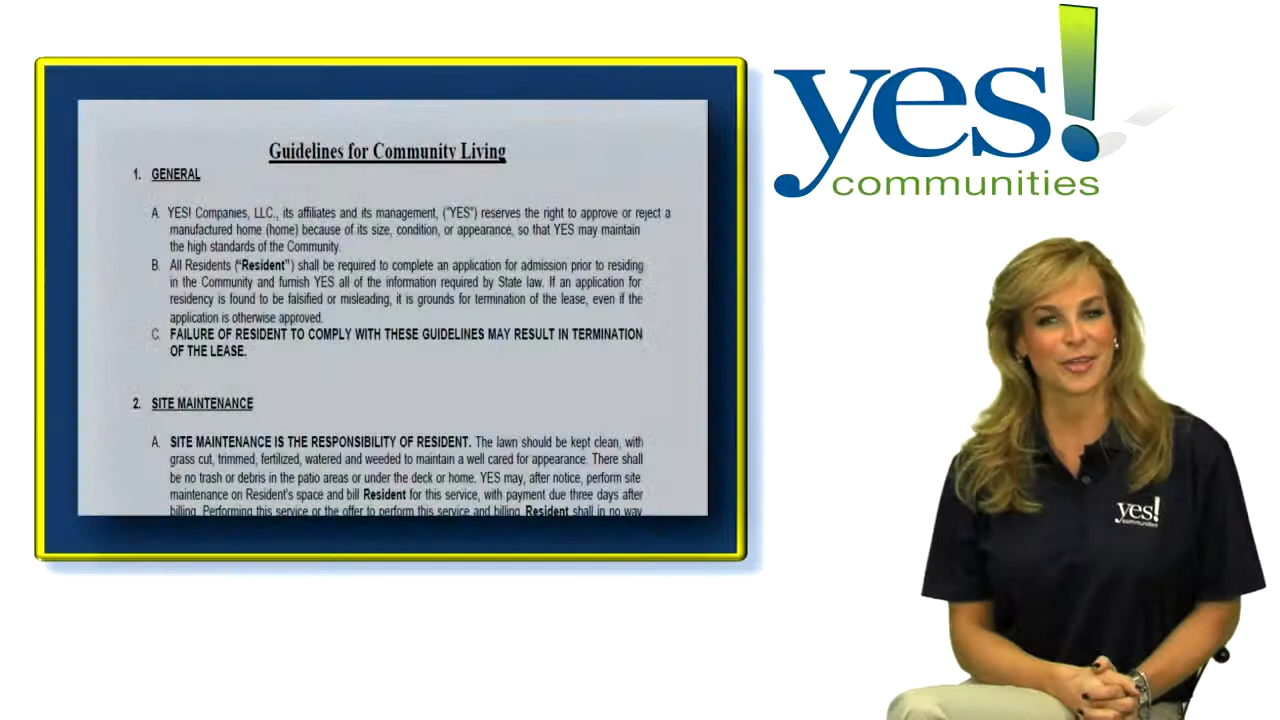 Guidelines for Community Living
1. GENERAL
A. YES! Companies, LLC., its affiliates and its management, ("YES") reserves the right to approve or reject a
manufactured home (home) because of its size, condition, or appearance, so that YES may maintain
the high standards of the Community.
B. All Residents ("Resident") shall be required to complete an application for admission prior to residing
in the Community and furnish YES all of the information required by State law. If an application for
residency is found to be falsified or misleading, it is grounds for termination of the lease, even if the
application is otherwise approved.
C. FAILURE OF RESIDENT TO COMPLY WITH THESE GUIDELINES MAY RESULT IN TERMINATION
OF THE LEASE.
2. SITE MAINTENANCE
A. SITE MAINTENANCE IS THE RESPONSIBILITY OF RESIDENT. The lawn should be kept clean, with
grass cut, trimmed, fertilized, watered and weeded to maintain a well cared for appearance. There shall
be no trash or debris in the patio areas or under the deck or home. YES may, after notice, perform site
maintenance on Resident's space and bill Resident for this service, with payment due three days after
billing. Performing this service or the offer to perform this service and billing Resident shall in no way
yes!
communities
yes!
communities